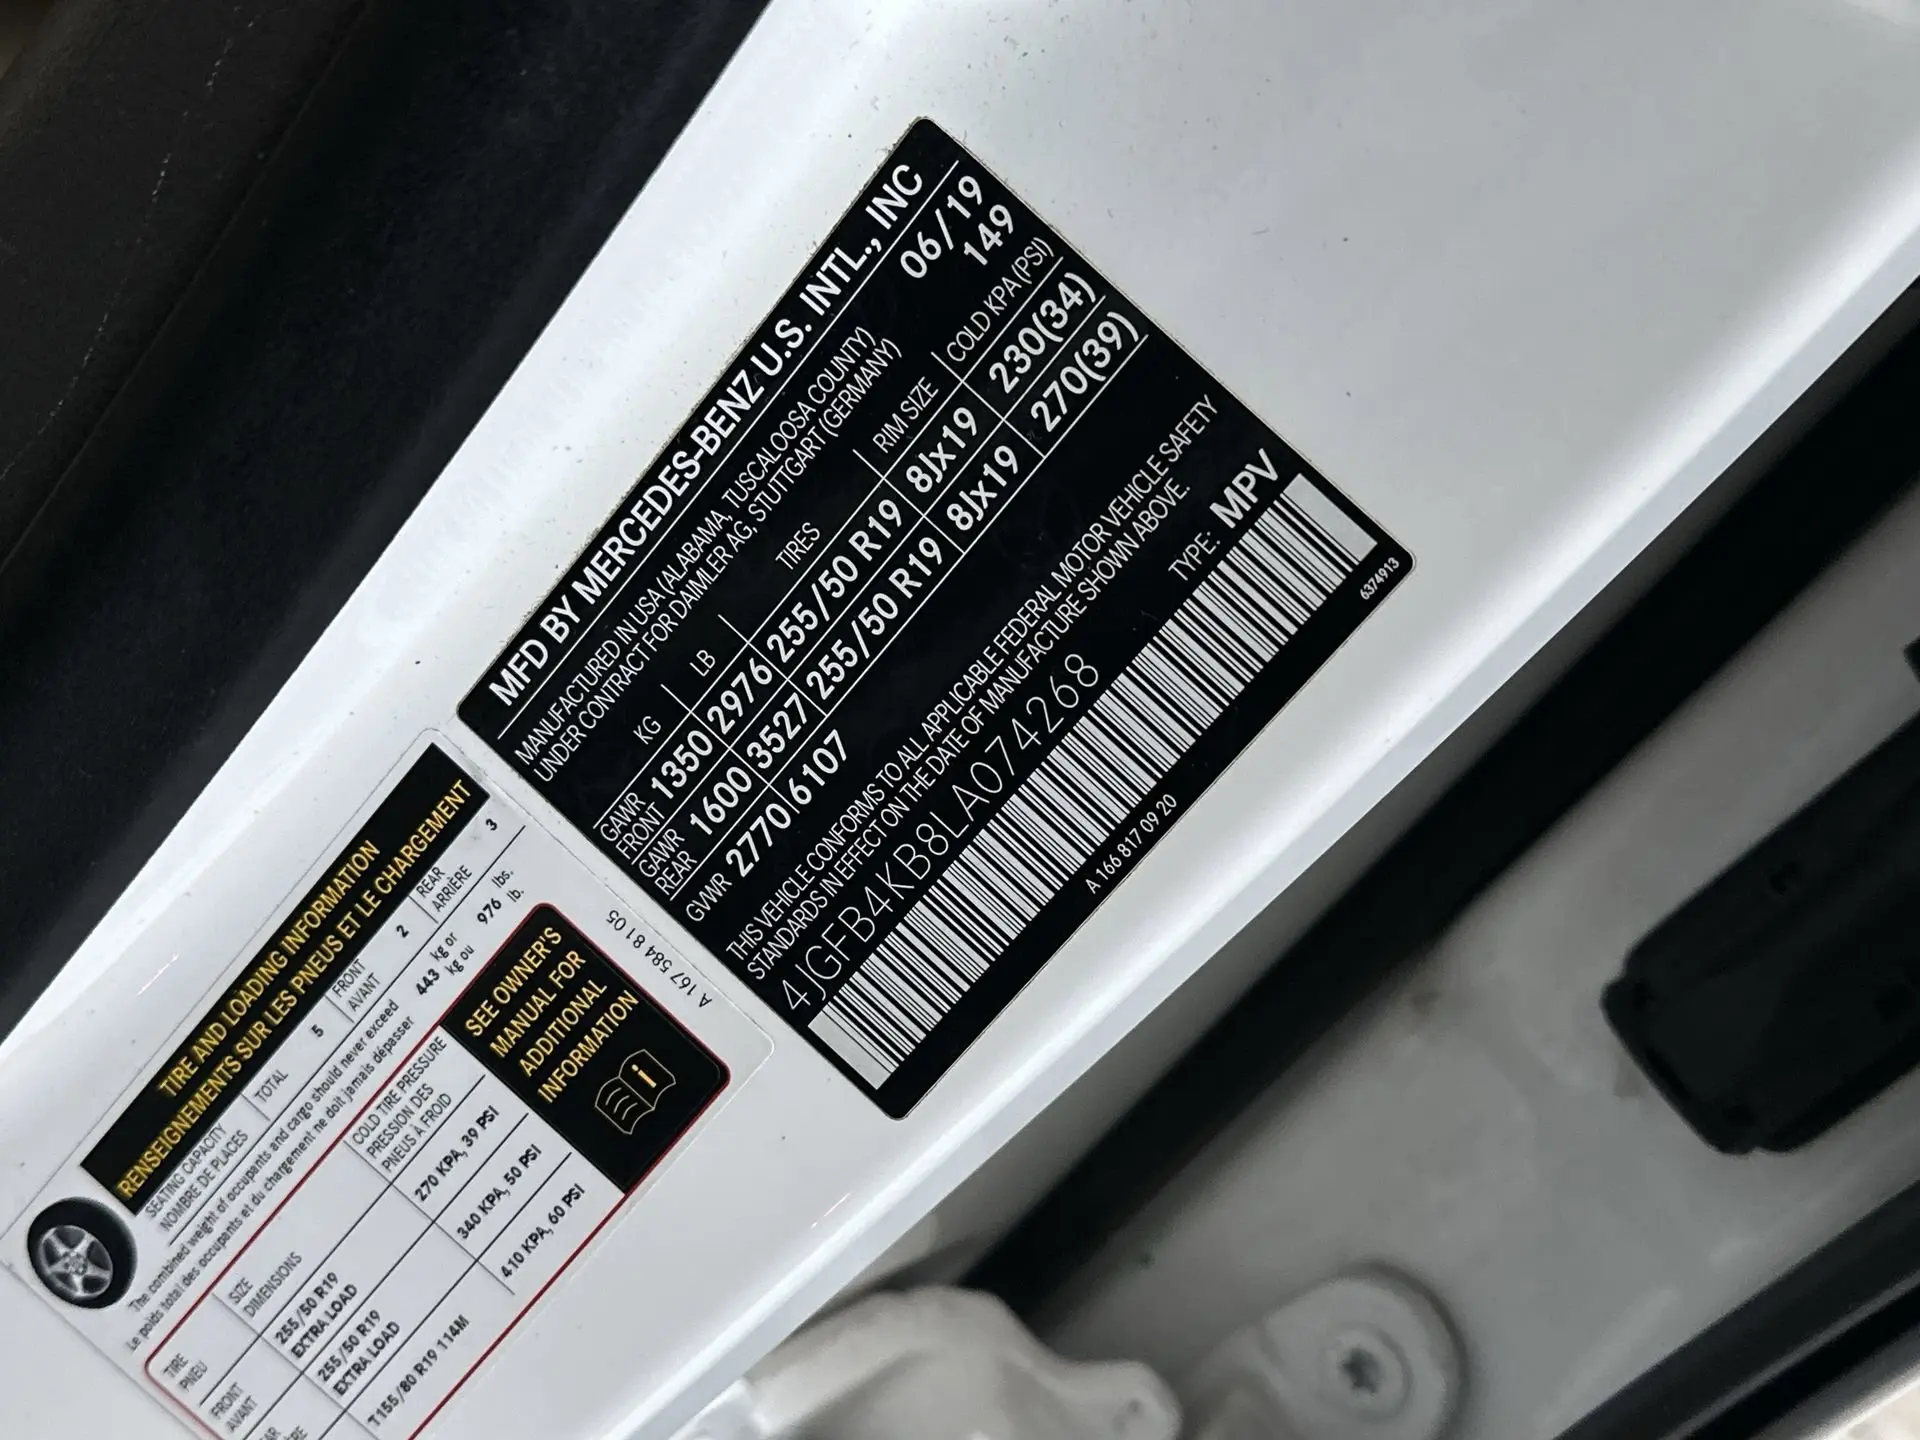 MFD BY MERCEDES-BENZ U.S. INTL., INC
MANUFACTURED IN USA (ALABAMA, TUSCALOOSA COUNTY) 06/19
UNDER CONTRACT FOR DAIMLER AG, STUTTGART (GERMANY) 149
KG LB TIRES RIM SIZE COLD KPA(PSI)
GAWR FRONT 1350 2976 255/50 R19 8Jx19 230(34)
GAWR REAR 1600 3527 255/50 R19 8Jx19 270(39)
GVWR 2770 6107
THIS VEHICLE CONFORMS TO ALL APPLICABLE FEDERAL MOTOR VEHICLE SAFETY
STANDARDS IN EFFECT ON THE DATE OF MANUFACTURE SHOWN ABOVE.
4JGFB4KB8LA074268 TYPE: MPV
A 166 817 09 20 6374913
TIRE AND LOADING INFORMATION
RENSEIGNEMENTS SUR LES PNEUS ET LE CHARGEMENT
SEATING CAPACITY TOTAL 5 FRONT 2 REAR 3
NOMBRE DE PLACES AVANT ARRIÈRE
The combined weight of occupants and cargo should never exceed 443 kg or 976 lbs.
Le poids total des occupants et du chargement ne doit jamais dépasser kg ou lb.
TIRE SIZE COLD TIRE PRESSURE
PNEU DIMENSIONS PRESSION DES
PNEUS À FROID
FRONT 255/50 R19 270 KPA, 39 PSI
AVANT EXTRA LOAD
255/50 R19 340 KPA, 50 PSI
EXTRA LOAD
T155/80 R19 114M 410 KPA, 60 PSI
SEE OWNER'S
MANUAL FOR
ADDITIONAL
INFORMATION
i
A 167 584 81 05